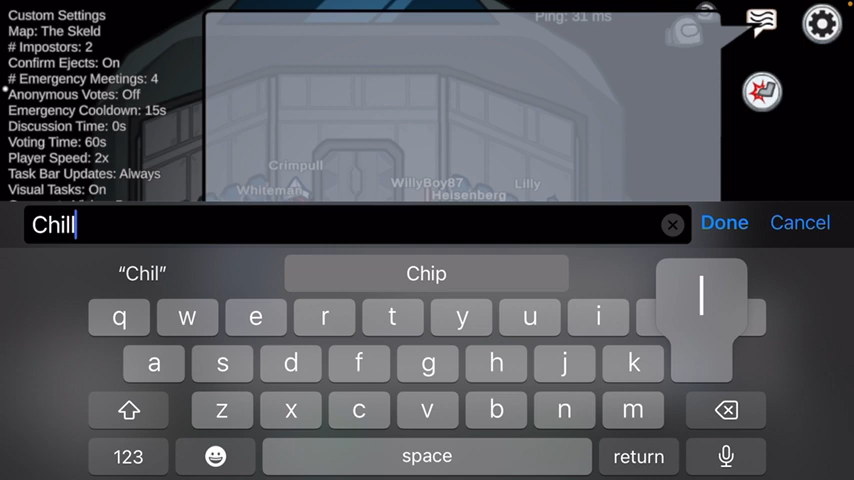 Custom Settings
Map: The Skeld
# Impostors: 2
Confirm Ejects: On
# Emergency Meetings: 4
Anonymous Votes: Off
Emergency Cooldown: 15s
Discussion Time: 0s
Voting Time: 60s
Player Speed: 2x
Task Bar Updates: Always
Visual Tasks: On
Ping: 31 ms
Crimpull
Whiteman
WillyBoy87
Heisenberg
Lilly
Chill
Done
Cancel
“Chil”
Chip
q w e r t y u i
a s d f g h j k l
z x c v b n m
123
space
return